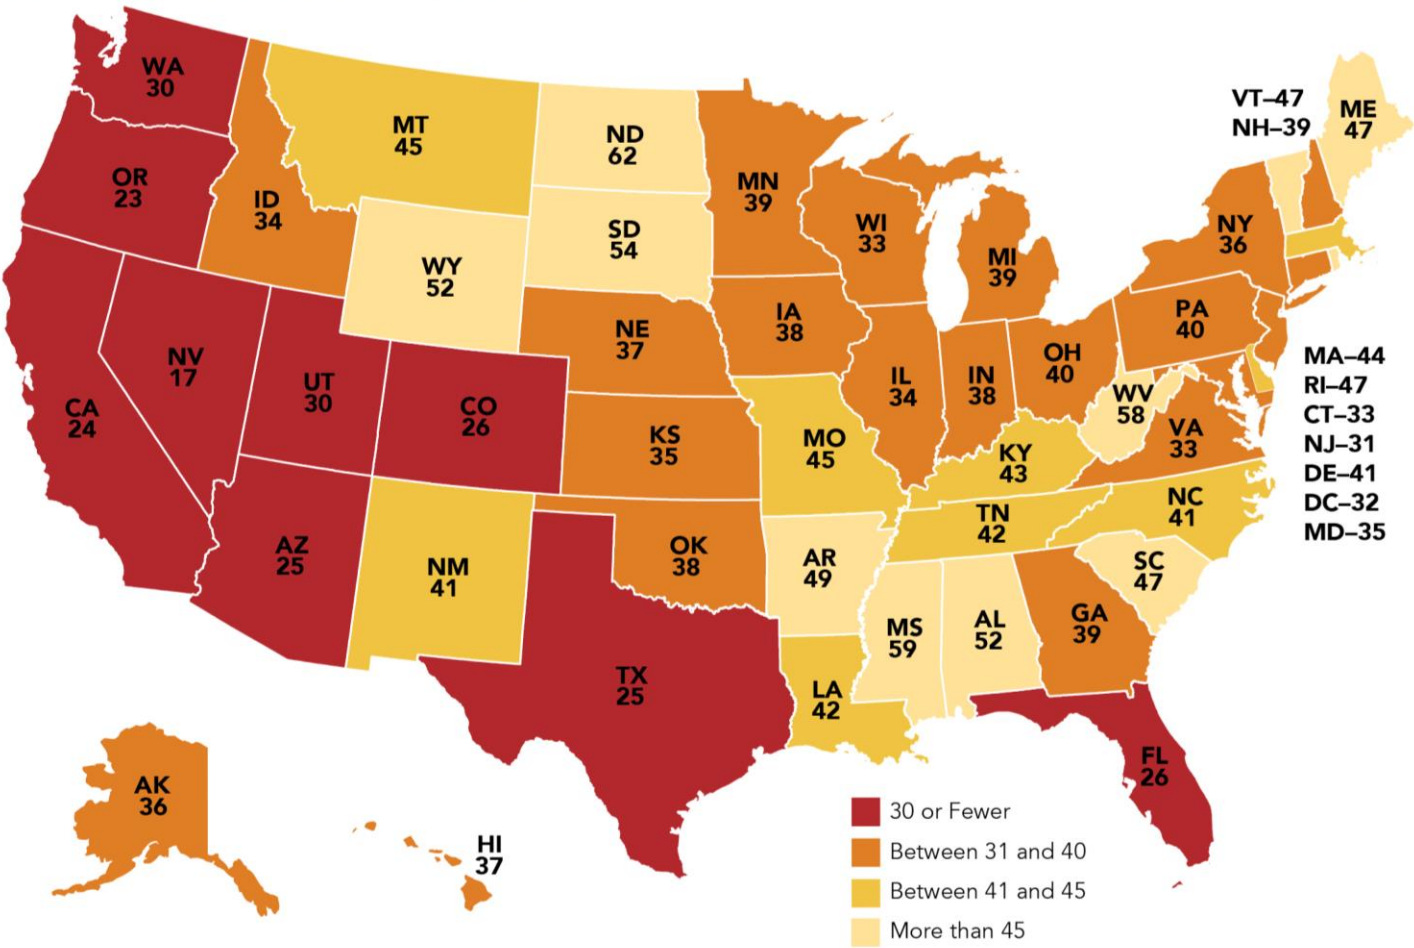 WA
30
OR
23
CA
24
NV
17
ID
34
MT
45
WY
52
UT
30
CO
26
AZ
25
NM
41
ND
62
SD
54
NE
37
KS
35
OK
38
TX
25
MN
39
IA
38
MO
45
AR
49
LA
42
WI
33
IL
34
MI
39
IN
38
OH
40
KY
43
TN
42
MS
59
AL
52
GA
39
FL
26
SC
47
NC
41
VA
33
WV
58
PA
40
NY
36
VT–47
NH–39
ME
47
MA–44
RI–47
CT–33
NJ–31
DE–41
DC–32
MD–35
AK
36
HI
37
30 or Fewer
Between 31 and 40
Between 41 and 45
More than 45